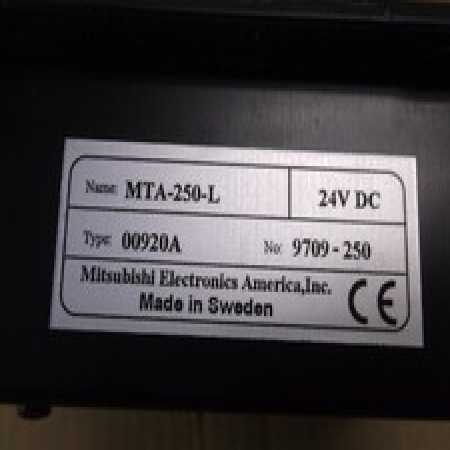 Name: MTA-250-L 24V DC
Type: 00920A No: 9709-250
Mitsubishi Electronics America,Inc.
Made in Sweden CE